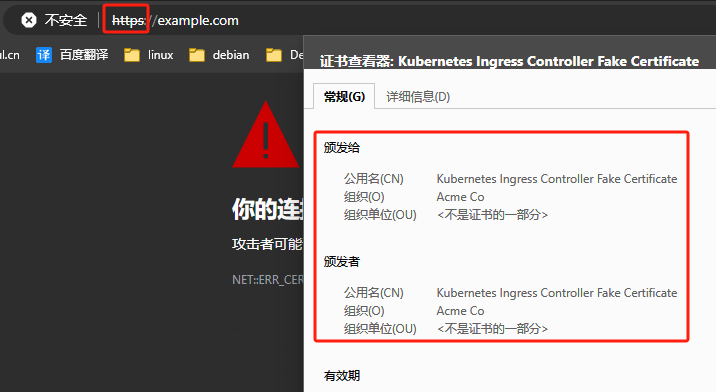 不安全 https://example.com
ul.cn 译 百度翻译 linux debian De
证书查看器: Kubernetes Ingress Controller Fake Certificate
常规(G) 详细信息(D)
颁发给
公用名(CN) Kubernetes Ingress Controller Fake Certificate
组织(O) Acme Co
组织单位(OU) <不是证书的一部分>
颁发者
公用名(CN) Kubernetes Ingress Controller Fake Certificate
组织(O) Acme Co
组织单位(OU) <不是证书的一部分>
有效期
你的连接
攻击者可能
NET::ERR_CER